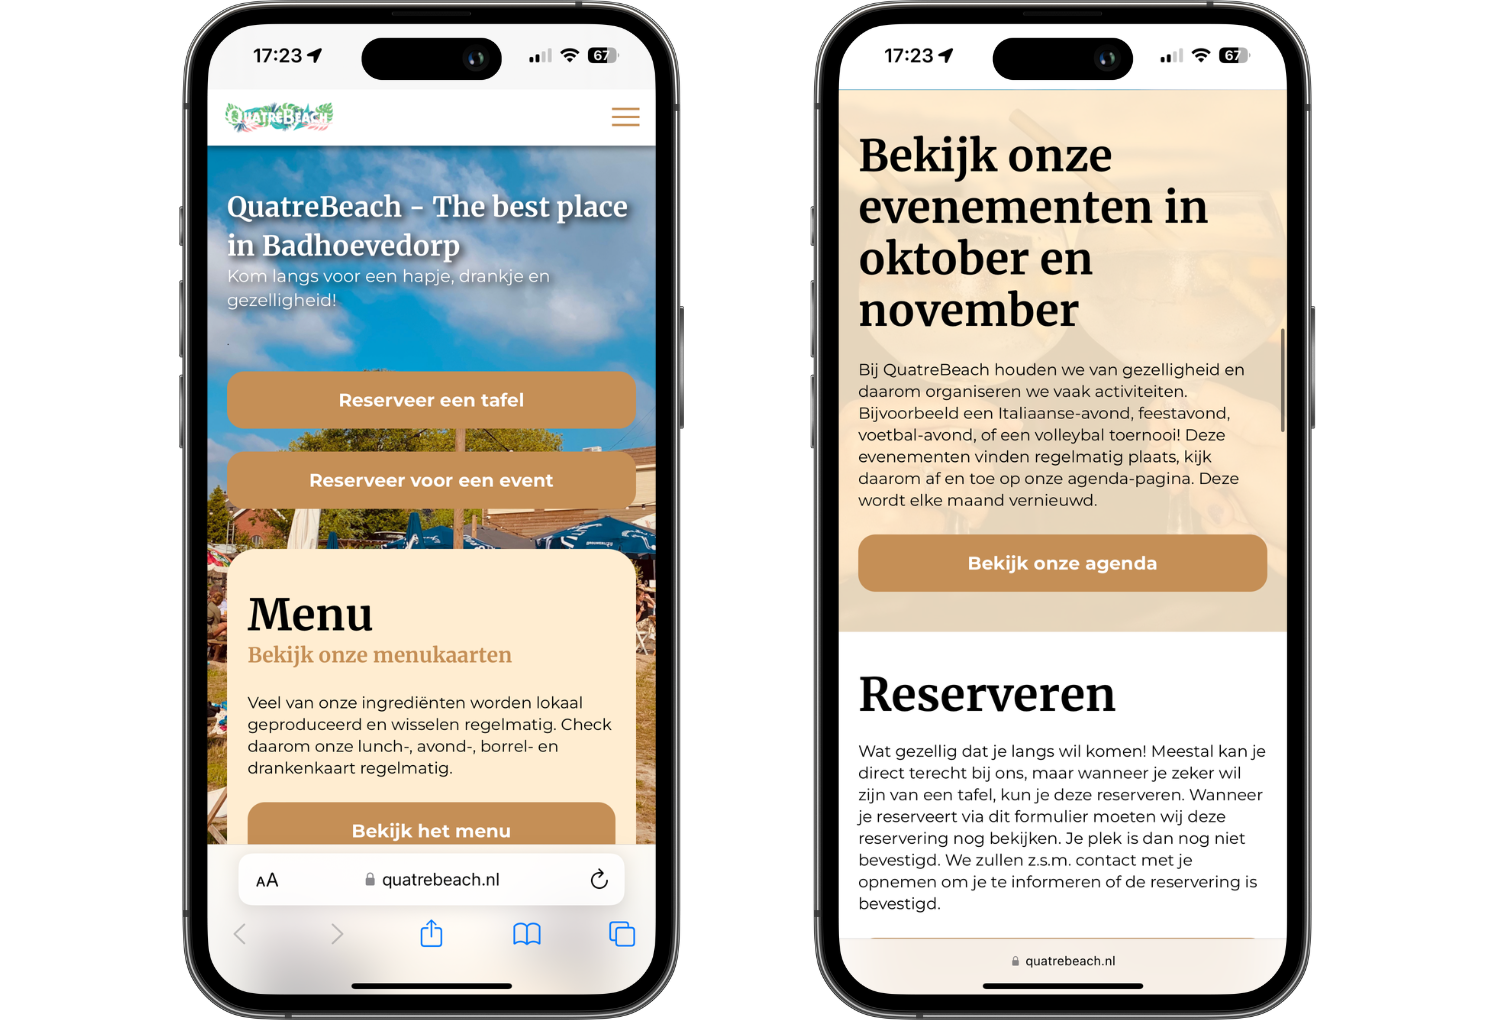 17:23
67
QUATREBEACH
QuatreBeach - The best place
in Badhoevedorp
Kom langs voor een hapje, drankje en
gezelligheid!
Reserveer een tafel
Reserveer voor een event
Menu
Bekijk onze menukaarten
Veel van onze ingrediënten worden lokaal
geproduceerd en wisselen regelmatig. Check
daarom onze lunch-, avond-, borrel- en
drankenkaart regelmatig.
Bekijk het menu
AA
quatrebeach.nl
17:23
67
Bekijk onze
evenementen in
oktober en
november
Bij QuatreBeach houden we van gezelligheid en
daarom organiseren we vaak activiteiten.
Bijvoorbeeld een Italiaanse-avond, feestavond,
voetbal-avond, of een volleybal toernooi! Deze
evenementen vinden regelmatig plaats, kijk
daarom af en toe op onze agenda-pagina. Deze
wordt elke maand vernieuwd.
Bekijk onze agenda
Reserveren
Wat gezellig dat je langs wil komen! Meestal kan je
direct terecht bij ons, maar wanneer je zeker wil
zijn van een tafel, kun je deze reserveren. Wanneer
je reserveert via dit formulier moeten wij deze
reservering nog bekijken. Je plek is dan nog niet
bevestigd. We zullen z.s.m. contact met je
opnemen om je te informeren of de reservering is
bevestigd.
quatrebeach.nl